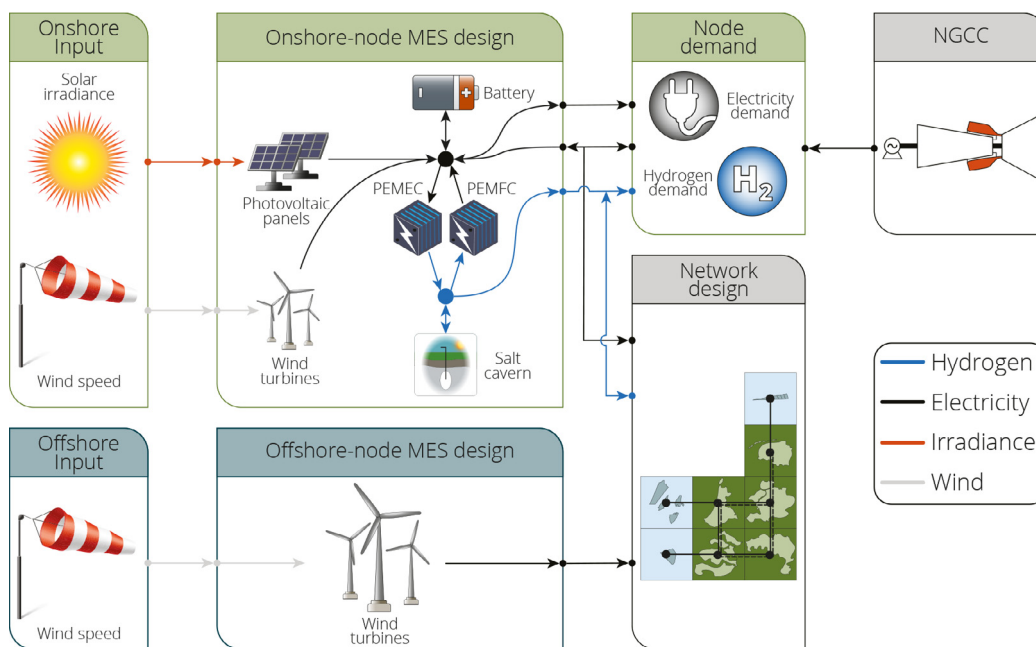 Onshore
Input
Solar
irradiance
Wind speed
Onshore-node MES design
Battery
Photovoltaic
panels
PEMEC
PEMFC
Wind
turbines
Salt
cavern
Node
demand
Electricity
demand
Hydrogen
demand
H2
NGCC
Network
design
Hydrogen
Electricity
Irradiance
Wind
Offshore
Input
Wind speed
Offshore-node MES design
Wind
turbines